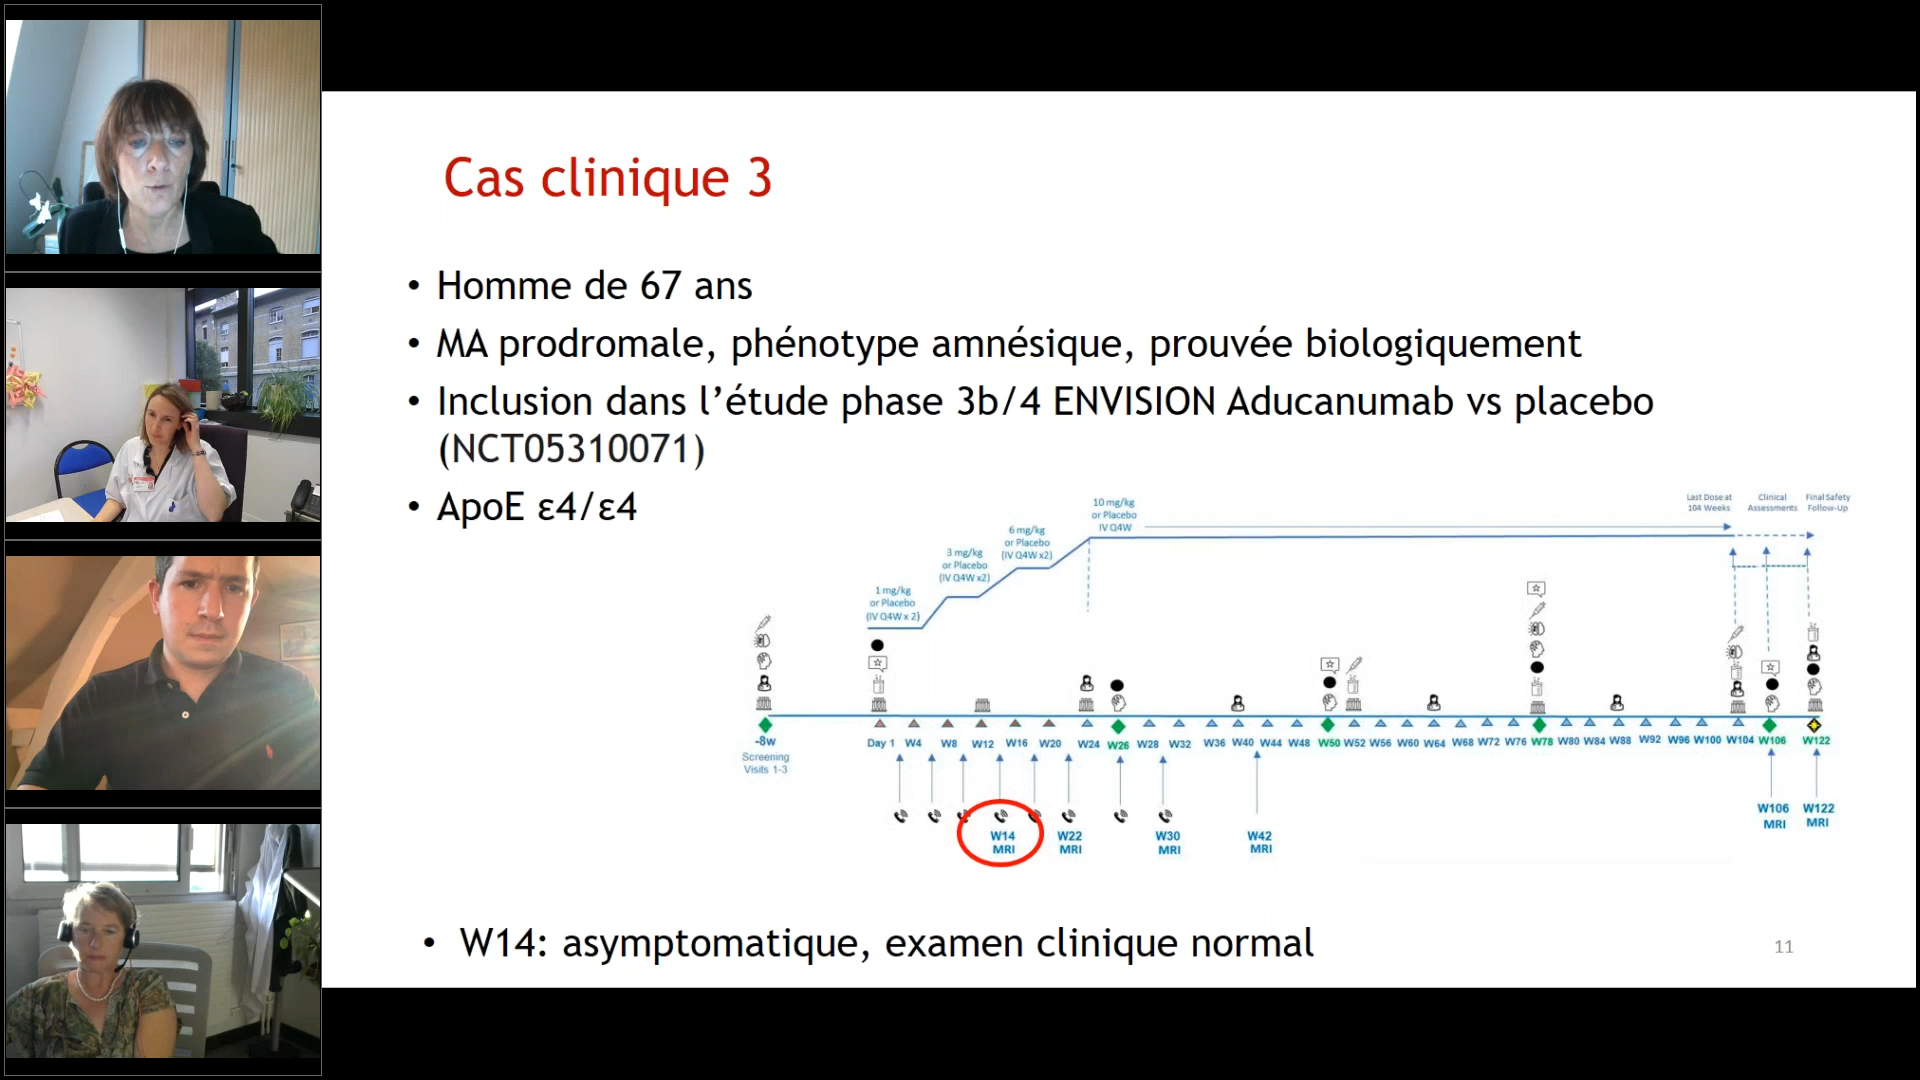 Cas clinique 3
• Homme de 67 ans
• MA prodromale, phénotype amnésique, prouvée biologiquement
• Inclusion dans l’étude phase 3b/4 ENVISION Aducanumab vs placebo
(NCT05310071)
• ApoE ε4/ε4
10 mg/kg
or Placebo
IV Q4W
6 mg/kg
or Placebo
(IV Q4W x2)
3 mg/kg
or Placebo
(IV Q4W x2)
1 mg/kg
or Placebo
(IV Q4W x 2)
Last Dose at
104 Weeks
Clinical
Assessments
Final Safety
Follow-Up
-8w Day 1 W4 W8 W12 W16 W20 W24 W26 W28 W32 W36 W40 W44 W48 W50 W52 W56 W60 W64 W68 W72 W76 W78 W80 W84 W88 W92 W96 W100 W104 W106 W122
Screening
Visits 1-3
W14
MRI
W22
MRI
W30
MRI
W42
MRI
W106
MRI
W122
MRI
• W14: asymptomatique, examen clinique normal
11